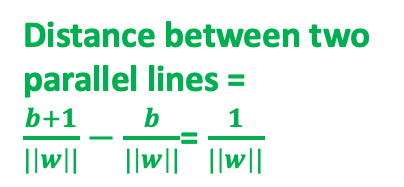 Distance between two
parallel lines =
b+1/||w|| − b/||w|| = 1/||w||